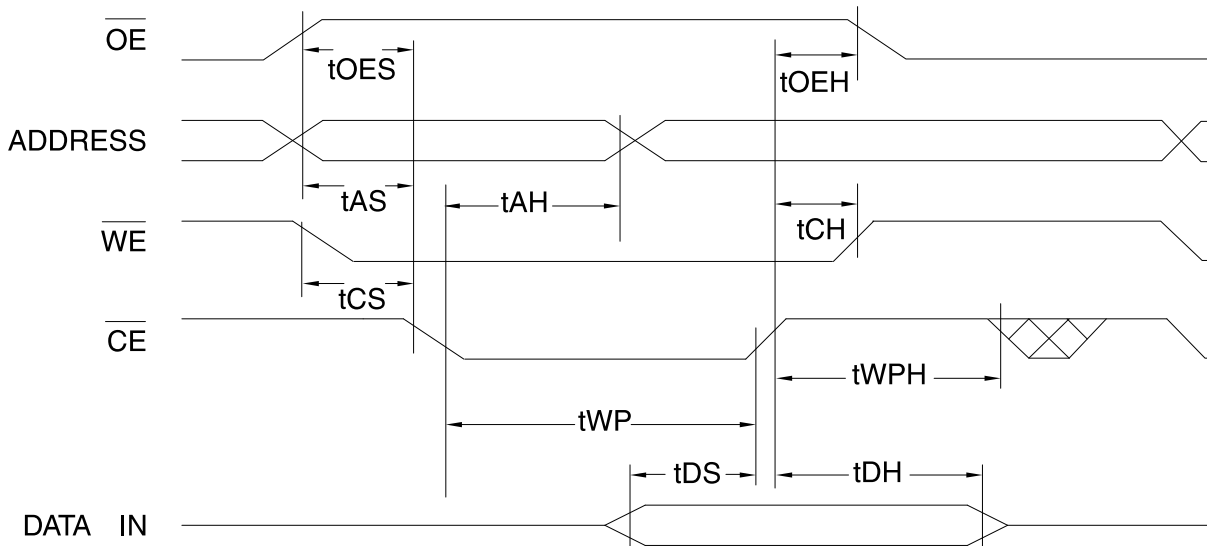 OE
tOES
tOEH
ADDRESS
tAS
tAH
tCH
WE
tCS
CE
tWPH
tWP
tDS
tDH
DATA IN